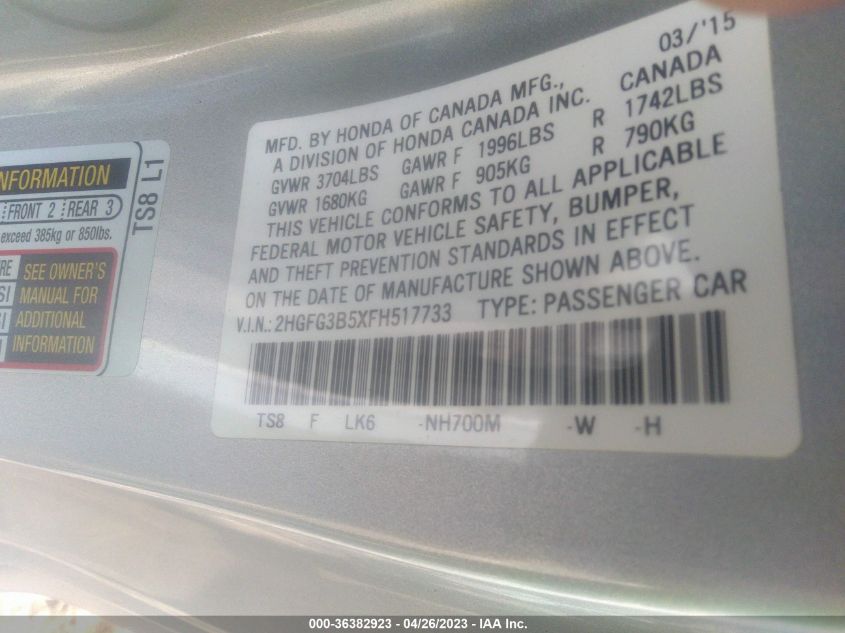 NFORMATION
FRONT 2 REAR 3
exceed 385kg or 850lbs.
RE SEE OWNER'S
SI MANUAL FOR
SI ADDITIONAL
INFORMATION
TS8 L1
03/'15
MFD. BY HONDA OF CANADA MFG.,
A DIVISION OF HONDA CANADA INC. CANADA
GVWR 3704LBS GAWR F 1996LBS R 1742LBS
GVWR 1680KG GAWR F 905KG R 790KG
THIS VEHICLE CONFORMS TO ALL APPLICABLE
FEDERAL MOTOR VEHICLE SAFETY, BUMPER,
AND THEFT PREVENTION STANDARDS IN EFFECT
ON THE DATE OF MANUFACTURE SHOWN ABOVE.
V.I.N.: 2HGFG3B5XFH517733 TYPE: PASSENGER CAR
TS8 F LK6 -NH700M -W -H
000-36382923 - 04/26/2023 - IAA Inc.